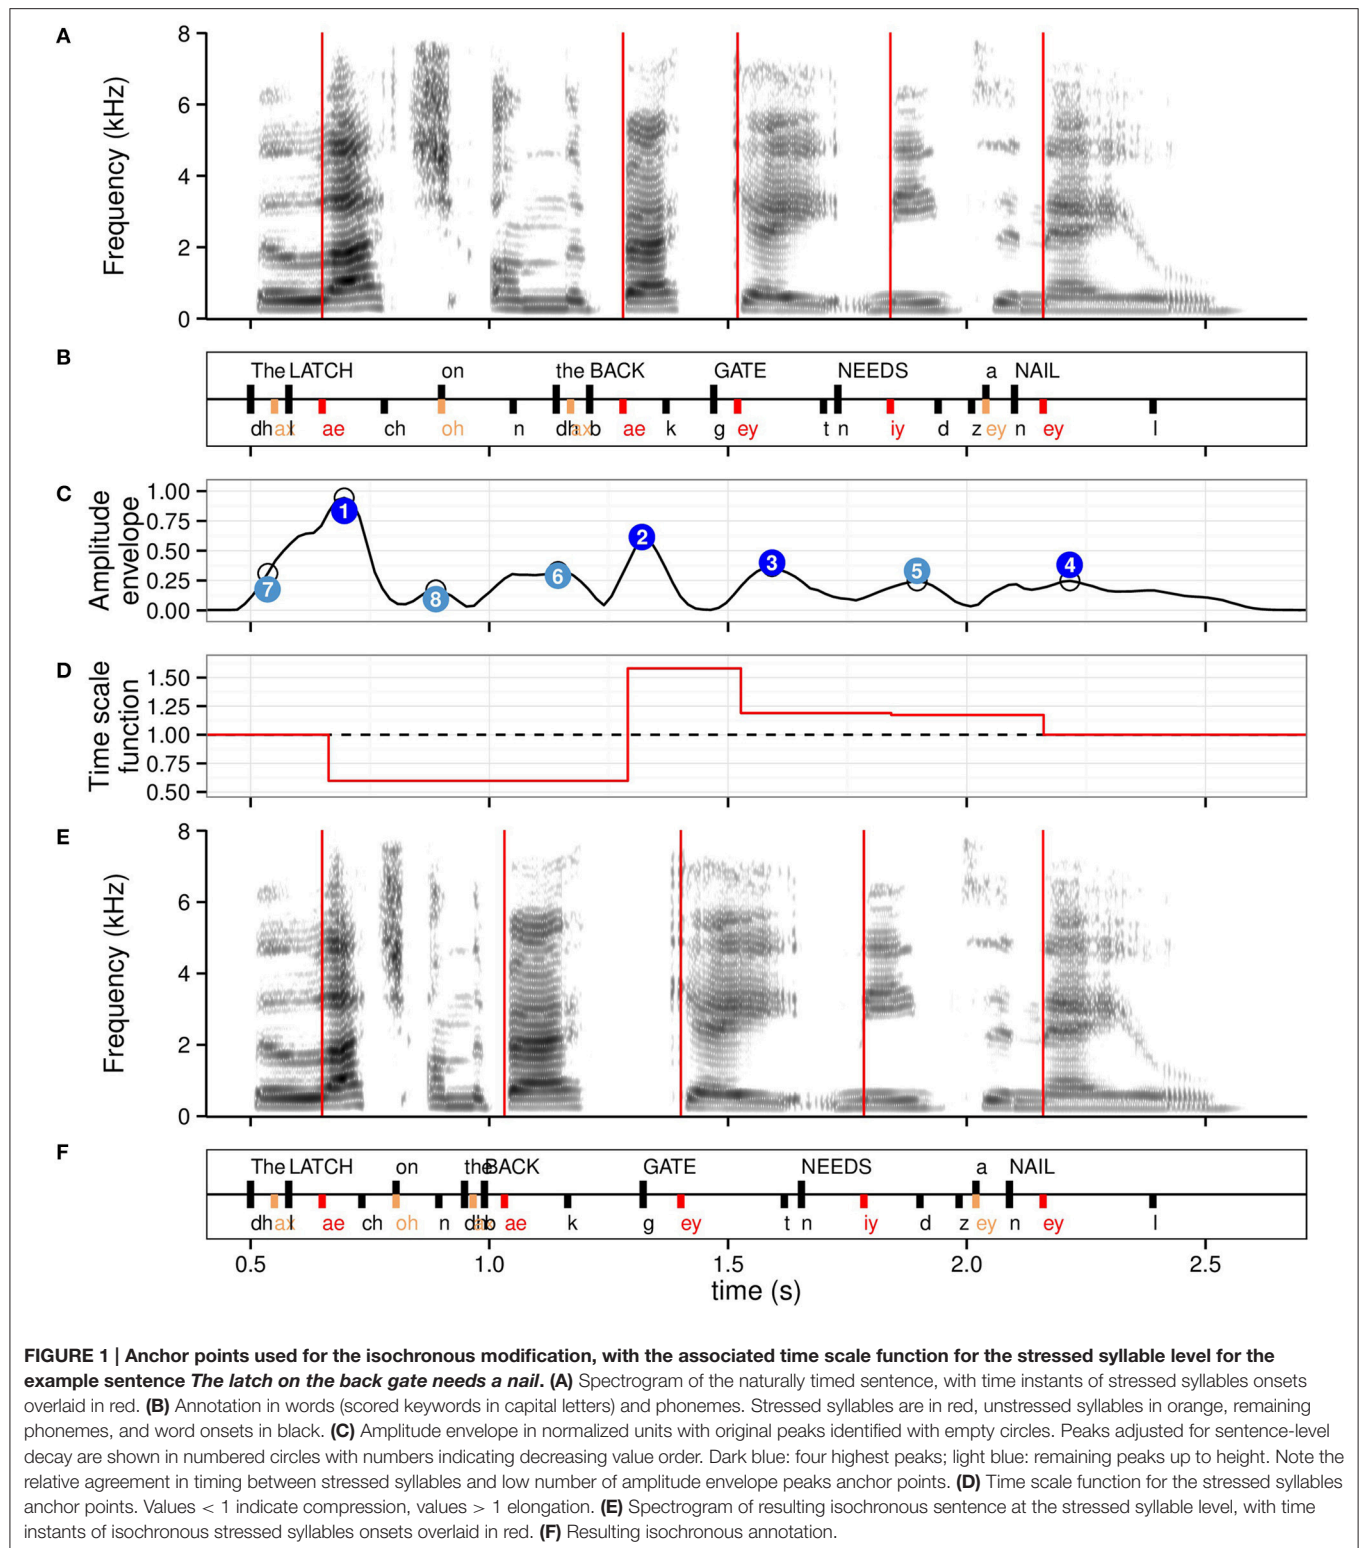 A
8
6
4
2
0
Frequency (kHz)
B
The LATCH on the BACK GATE NEEDS a NAIL
dh ax l ae ch oh n dh ax b ae k g ey t n iy d z ey n ey l
C
1.00
0.75
0.50
0.25
0.00
Amplitude
envelope
1 2 3 4 5 6 7 8
D
1.50
1.25
1.00
0.75
0.50
Time scale
function
E
8
6
4
2
0
Frequency (kHz)
F
The LATCH on the BACK GATE NEEDS a NAIL
dh ax l ae ch oh n dh ax b ae k g ey t n iy d z ey n ey l
0.5 1.0 1.5 2.0 2.5
time (s)
FIGURE 1 | Anchor points used for the isochronous modification, with the associated time scale function for the stressed syllable level for the
example sentence The latch on the back gate needs a nail. (A) Spectrogram of the naturally timed sentence, with time instants of stressed syllables onsets
overlaid in red. (B) Annotation in words (scored keywords in capital letters) and phonemes. Stressed syllables are in red, unstressed syllables in orange, remaining
phonemes, and word onsets in black. (C) Amplitude envelope in normalized units with original peaks identified with empty circles. Peaks adjusted for sentence-level
decay are shown in numbered circles with numbers indicating decreasing value order. Dark blue: four highest peaks; light blue: remaining peaks up to height. Note the
relative agreement in timing between stressed syllables and low number of amplitude envelope peaks anchor points. (D) Time scale function for the stressed syllables
anchor points. Values < 1 indicate compression, values > 1 elongation. (E) Spectrogram of resulting isochronous sentence at the stressed syllable level, with time
instants of isochronous stressed syllables onsets overlaid in red. (F) Resulting isochronous annotation.